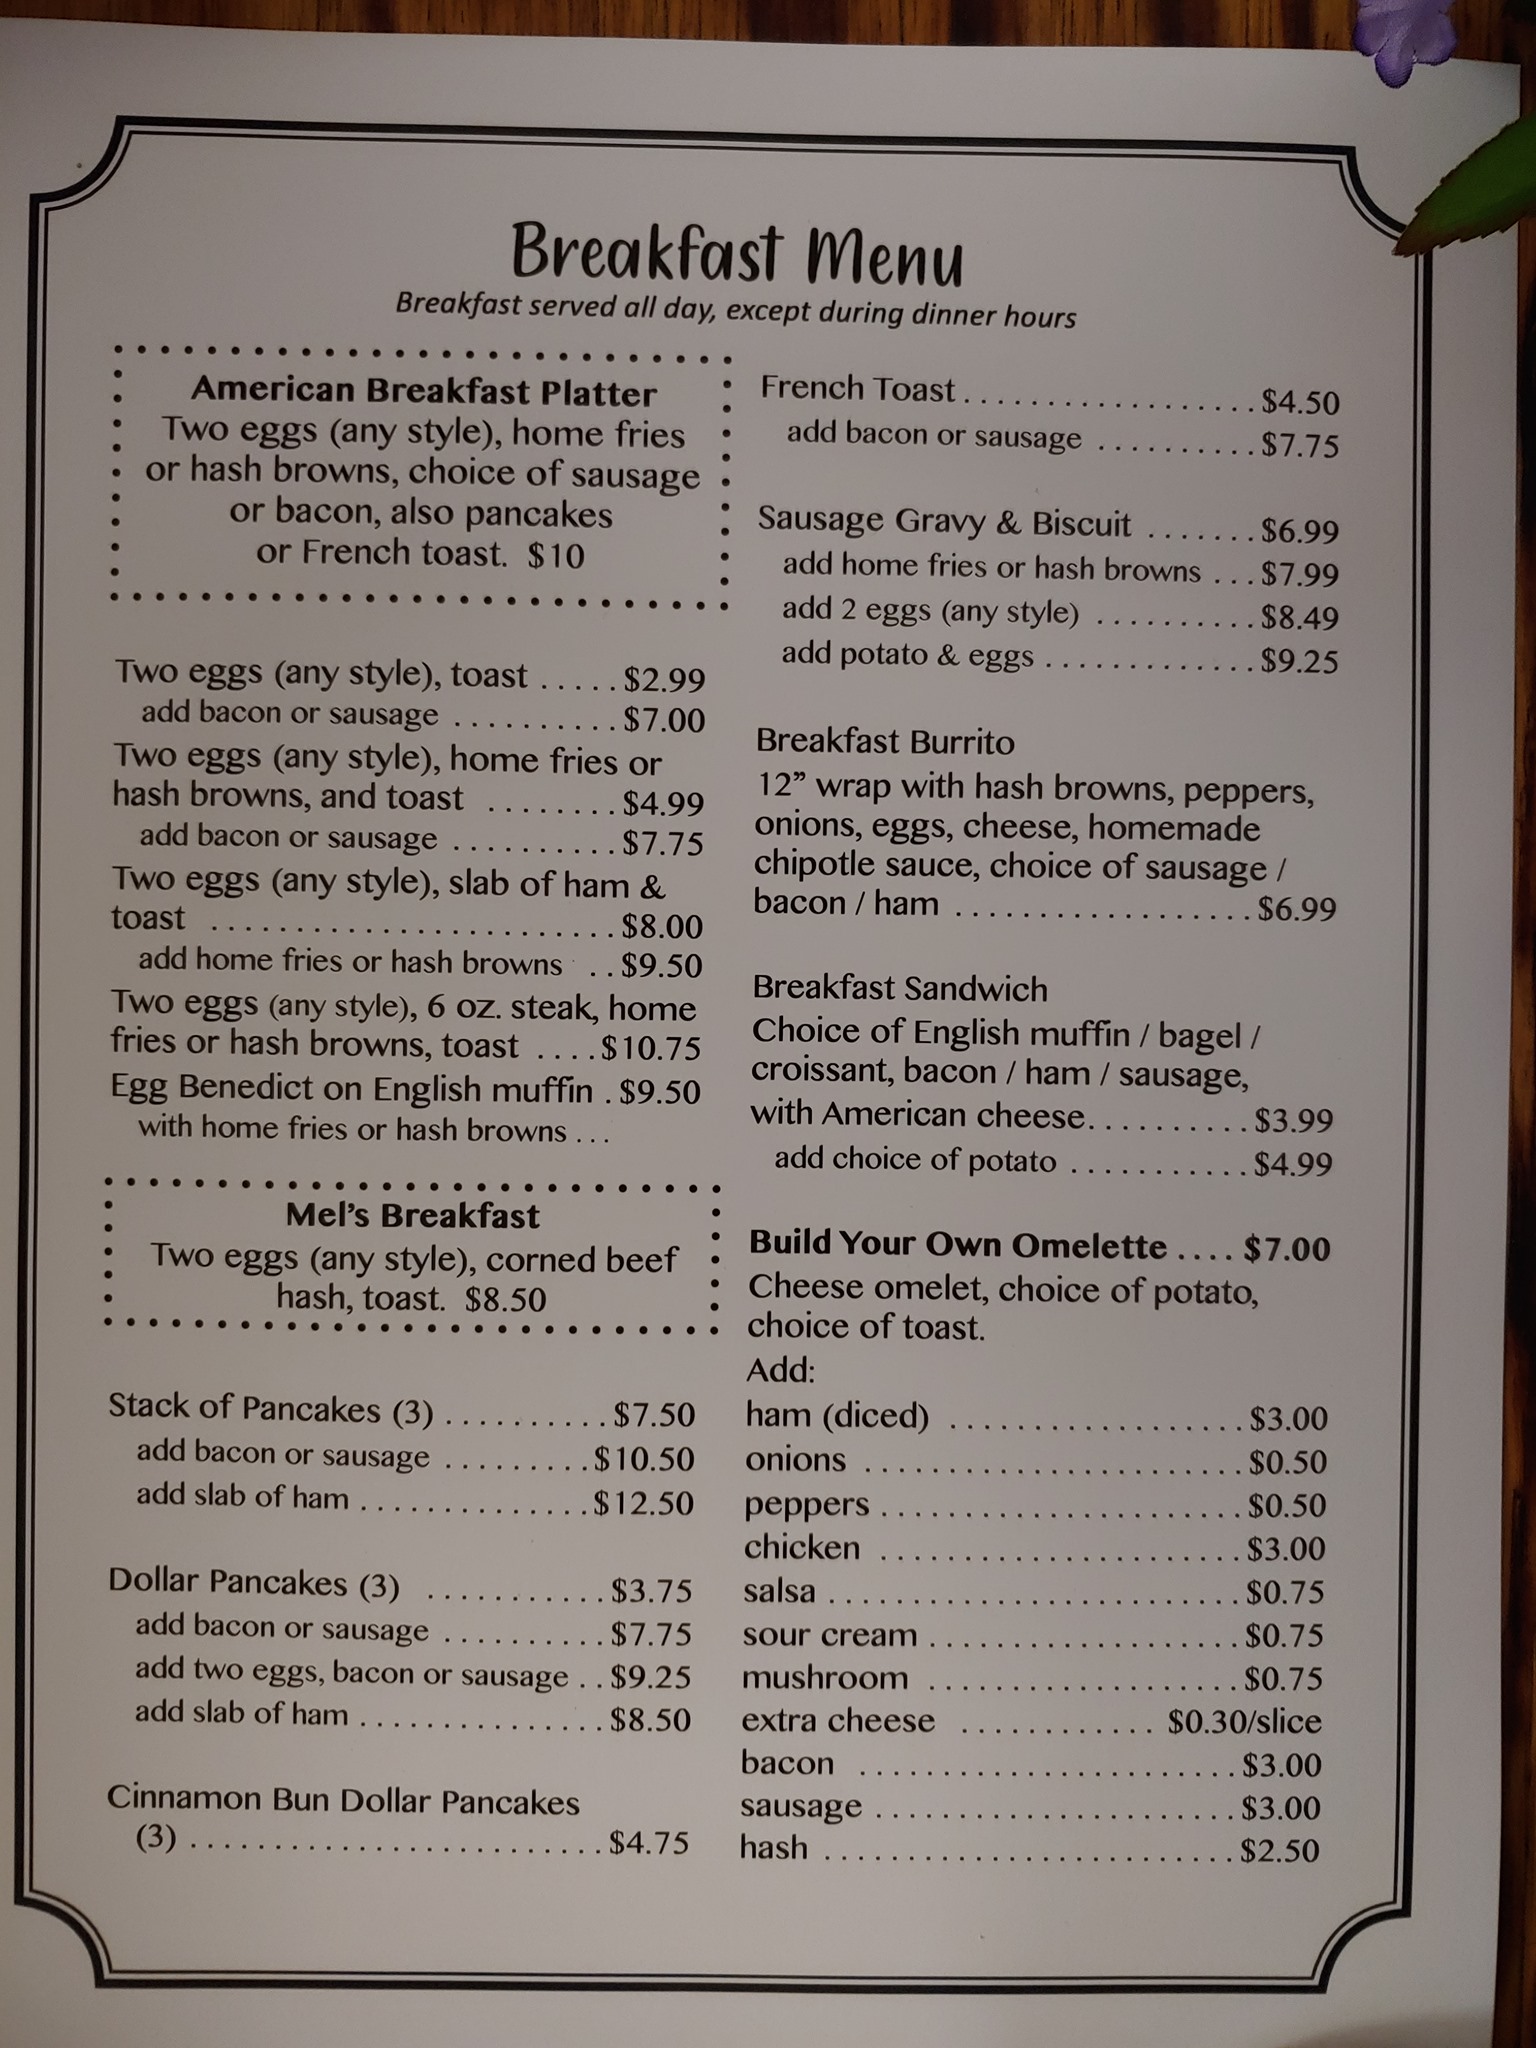 Breakfast Menu
Breakfast served all day, except during dinner hours
American Breakfast Platter
Two eggs (any style), home fries
or hash browns, choice of sausage
or bacon, also pancakes
or French toast. $10
Two eggs (any style), toast ..... $2.99
add bacon or sausage .......... $7.00
Two eggs (any style), home fries or
hash browns, and toast ........ $4.99
add bacon or sausage .......... $7.75
Two eggs (any style), slab of ham &
toast ........................ $8.00
add home fries or hash browns .. $9.50
Two eggs (any style), 6 oz. steak, home
fries or hash browns, toast .... $10.75
Egg Benedict on English muffin . $9.50
with home fries or hash browns ...
Mel's Breakfast
Two eggs (any style), corned beef
hash, toast. $8.50
Stack of Pancakes (3) .......... $7.50
add bacon or sausage ......... $10.50
add slab of ham .............. $12.50
Dollar Pancakes (3) ........... $3.75
add bacon or sausage .......... $7.75
add two eggs, bacon or sausage .. $9.25
add slab of ham ............... $8.50
Cinnamon Bun Dollar Pancakes
(3) ......................... $4.75
French Toast .................. $4.50
add bacon or sausage .......... $7.75
Sausage Gravy & Biscuit ....... $6.99
add home fries or hash browns ... $7.99
add 2 eggs (any style) .......... $8.49
add potato & eggs ............. $9.25
Breakfast Burrito
12” wrap with hash browns, peppers,
onions, eggs, cheese, homemade
chipotle sauce, choice of sausage /
bacon / ham .................. $6.99
Breakfast Sandwich
Choice of English muffin / bagel /
croissant, bacon / ham / sausage,
with American cheese.......... $3.99
add choice of potato ........... $4.99
Build Your Own Omelette .... $7.00
Cheese omelet, choice of potato,
choice of toast.
Add:
ham (diced) .................. $3.00
onions ....................... $0.50
peppers ...................... $0.50
chicken ...................... $3.00
salsa ......................... $0.75
sour cream ................... $0.75
mushroom ................... $0.75
extra cheese ............ $0.30/slice
bacon ....................... $3.00
sausage ...................... $3.00
hash ......................... $2.50